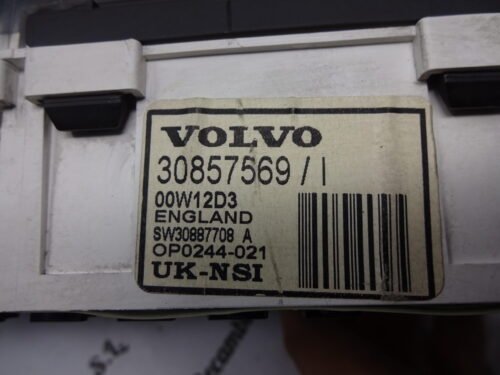 VOLVO
30857569 / I
00W12D3
ENGLAND
SW30887708 A
OP0244-021
UK-NSI